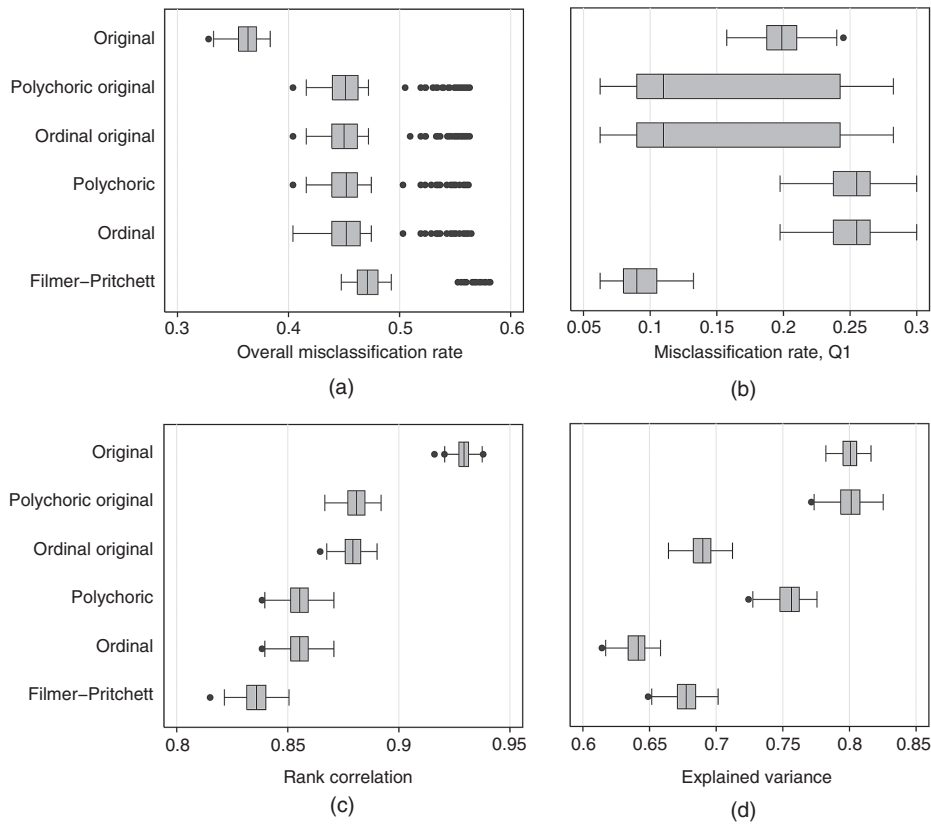 Original
Polychoric original
Ordinal original
Polychoric
Ordinal
Filmer–Pritchett
0.3 0.4 0.5 0.6
Overall misclassification rate
(a)
0.05 0.1 0.15 0.2 0.25 0.3
Misclassification rate, Q1
(b)
Original
Polychoric original
Ordinal original
Polychoric
Ordinal
Filmer–Pritchett
0.8 0.85 0.9 0.95
Rank correlation
(c)
0.6 0.65 0.7 0.75 0.8 0.85
Explained variance
(d)